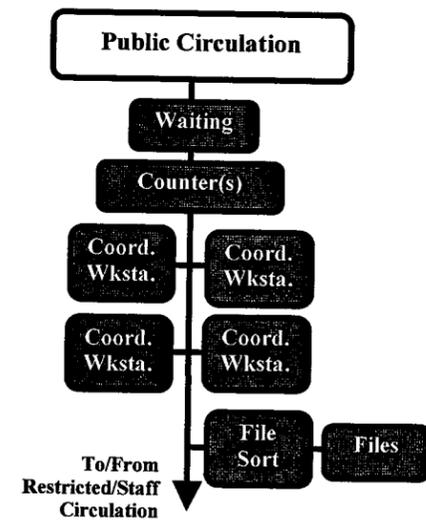 Public Circulation
Waiting
Counter(s)
Coord.
Wksta.
Coord.
Wksta.
Coord.
Wksta.
Coord.
Wksta.
File
Sort
Files
To/From
Restricted/Staff
Circulation